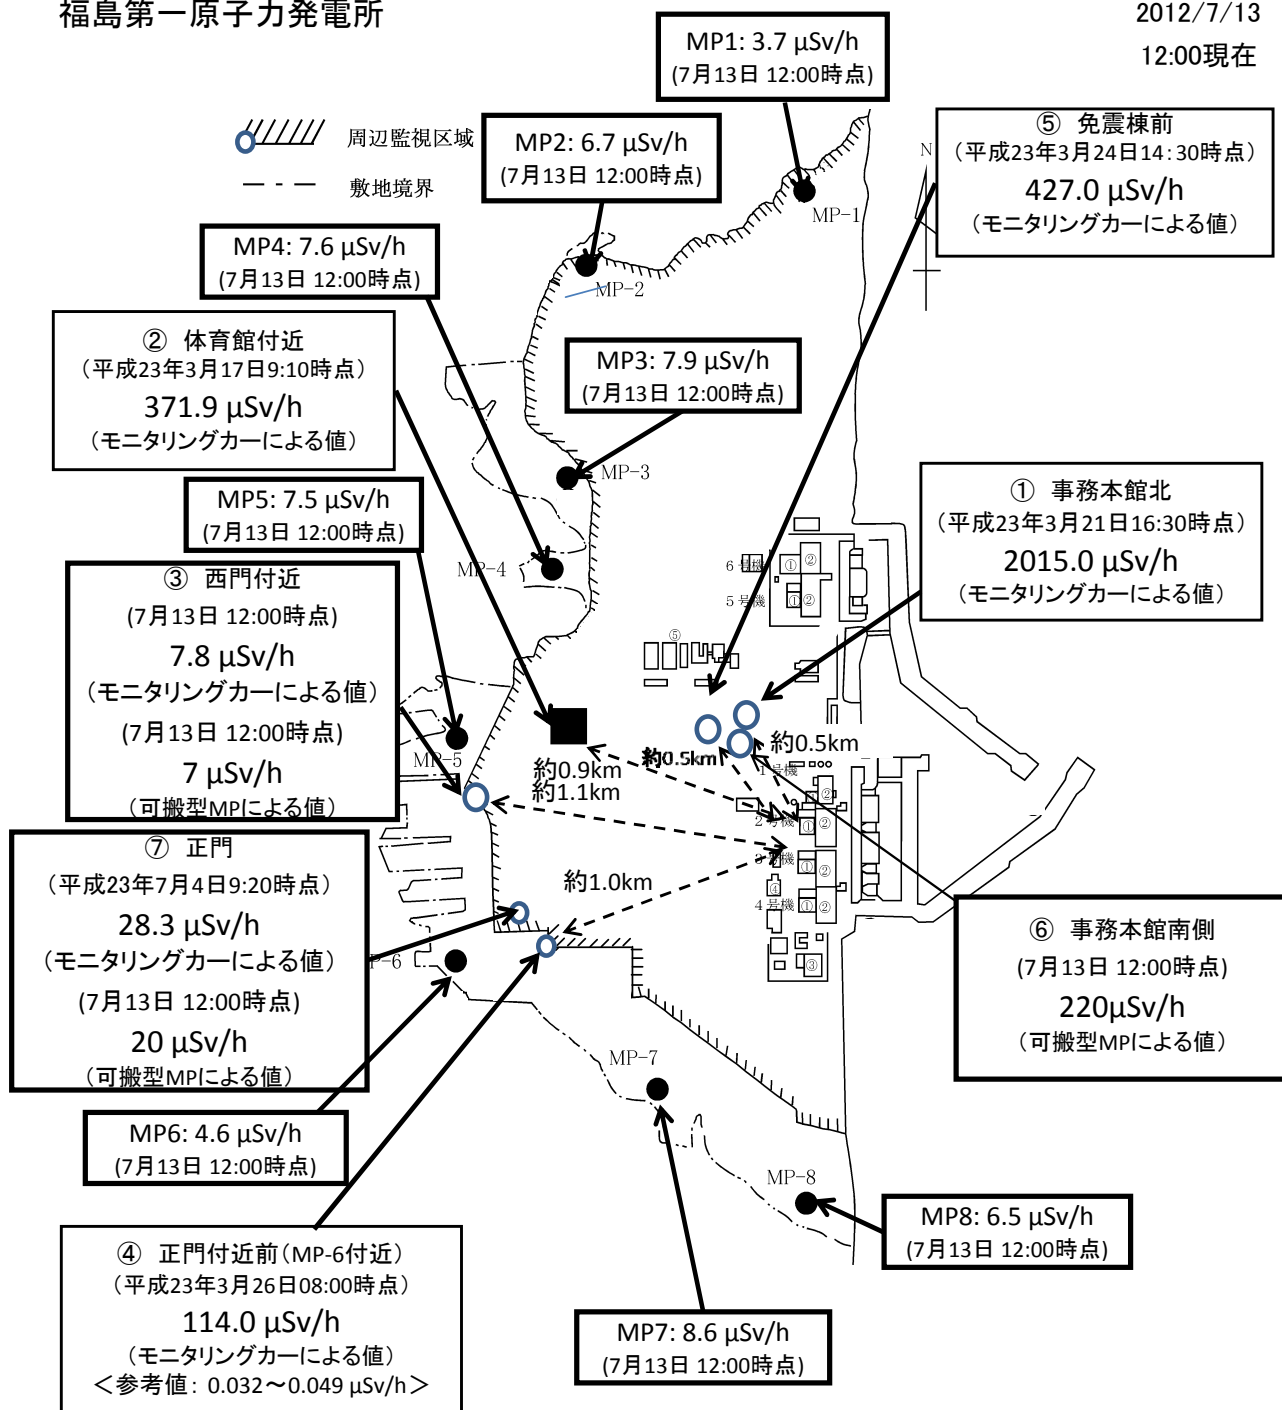 福島第一原子力発電所
2012/7/13
12:00現在
MP1: 3.7 μSv/h
(7月13日 12:00時点)
周辺監視区域
敷地境界
MP2: 6.7 μSv/h
(7月13日 12:00時点)
⑤ 免震棟前
(平成23年3月24日14:30時点)
427.0 μSv/h
(モニタリングカーによる値)
N
MP-1
MP4: 7.6 μSv/h
(7月13日 12:00時点)
MP-2
② 体育館付近
(平成23年3月17日9:10時点)
371.9 μSv/h
(モニタリングカーによる値)
MP3: 7.9 μSv/h
(7月13日 12:00時点)
MP-3
MP5: 7.5 μSv/h
(7月13日 12:00時点)
① 事務本館北
(平成23年3月21日16:30時点)
2015.0 μSv/h
(モニタリングカーによる値)
MP-4
6号機
① ②
5号機
① ②
⑤
③ 西門付近
(7月13日 12:00時点)
7.8 μSv/h
(モニタリングカーによる値)
(7月13日 12:00時点)
7 μSv/h
(可搬型MPによる値)
MP-5
約0.9km
約1.1km
約0.5km
約0.5km
1号機
②
2号機
① ②
3号機
① ②
④
4号機
① ②
③
約1.0km
⑦ 正門
(平成23年7月4日9:20時点)
28.3 μSv/h
(モニタリングカーによる値)
(7月13日 12:00時点)
20 μSv/h
(可搬型MPによる値)
P-6
⑥ 事務本館南側
(7月13日 12:00時点)
220μSv/h
(可搬型MPによる値)
MP-7
MP6: 4.6 μSv/h
(7月13日 12:00時点)
MP-8
MP8: 6.5 μSv/h
(7月13日 12:00時点)
④ 正門付近前(MP-6付近)
(平成23年3月26日08:00時点)
114.0 μSv/h
(モニタリングカーによる値)
<参考値: 0.032~0.049 μSv/h>
MP7: 8.6 μSv/h
(7月13日 12:00時点)